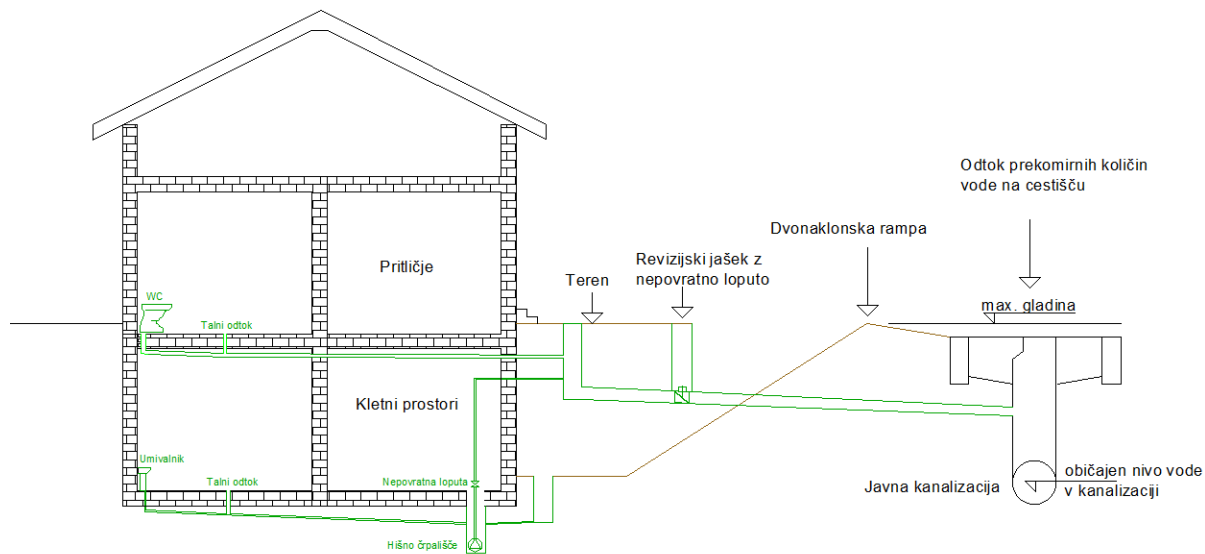 Odtok prekomirnih količin
vode na cestišču
Dvonaklonska rampa
Revizijski jašek z
nepovratno loputo
Teren
Pritličje
WC
Talni odtok
max. gladina
Kletni prostori
Umivalnik
Talni odtok
Nepovratna loputa
Hišno črpališče
Javna kanalizacija
običajen nivo vode
v kanalizaciji